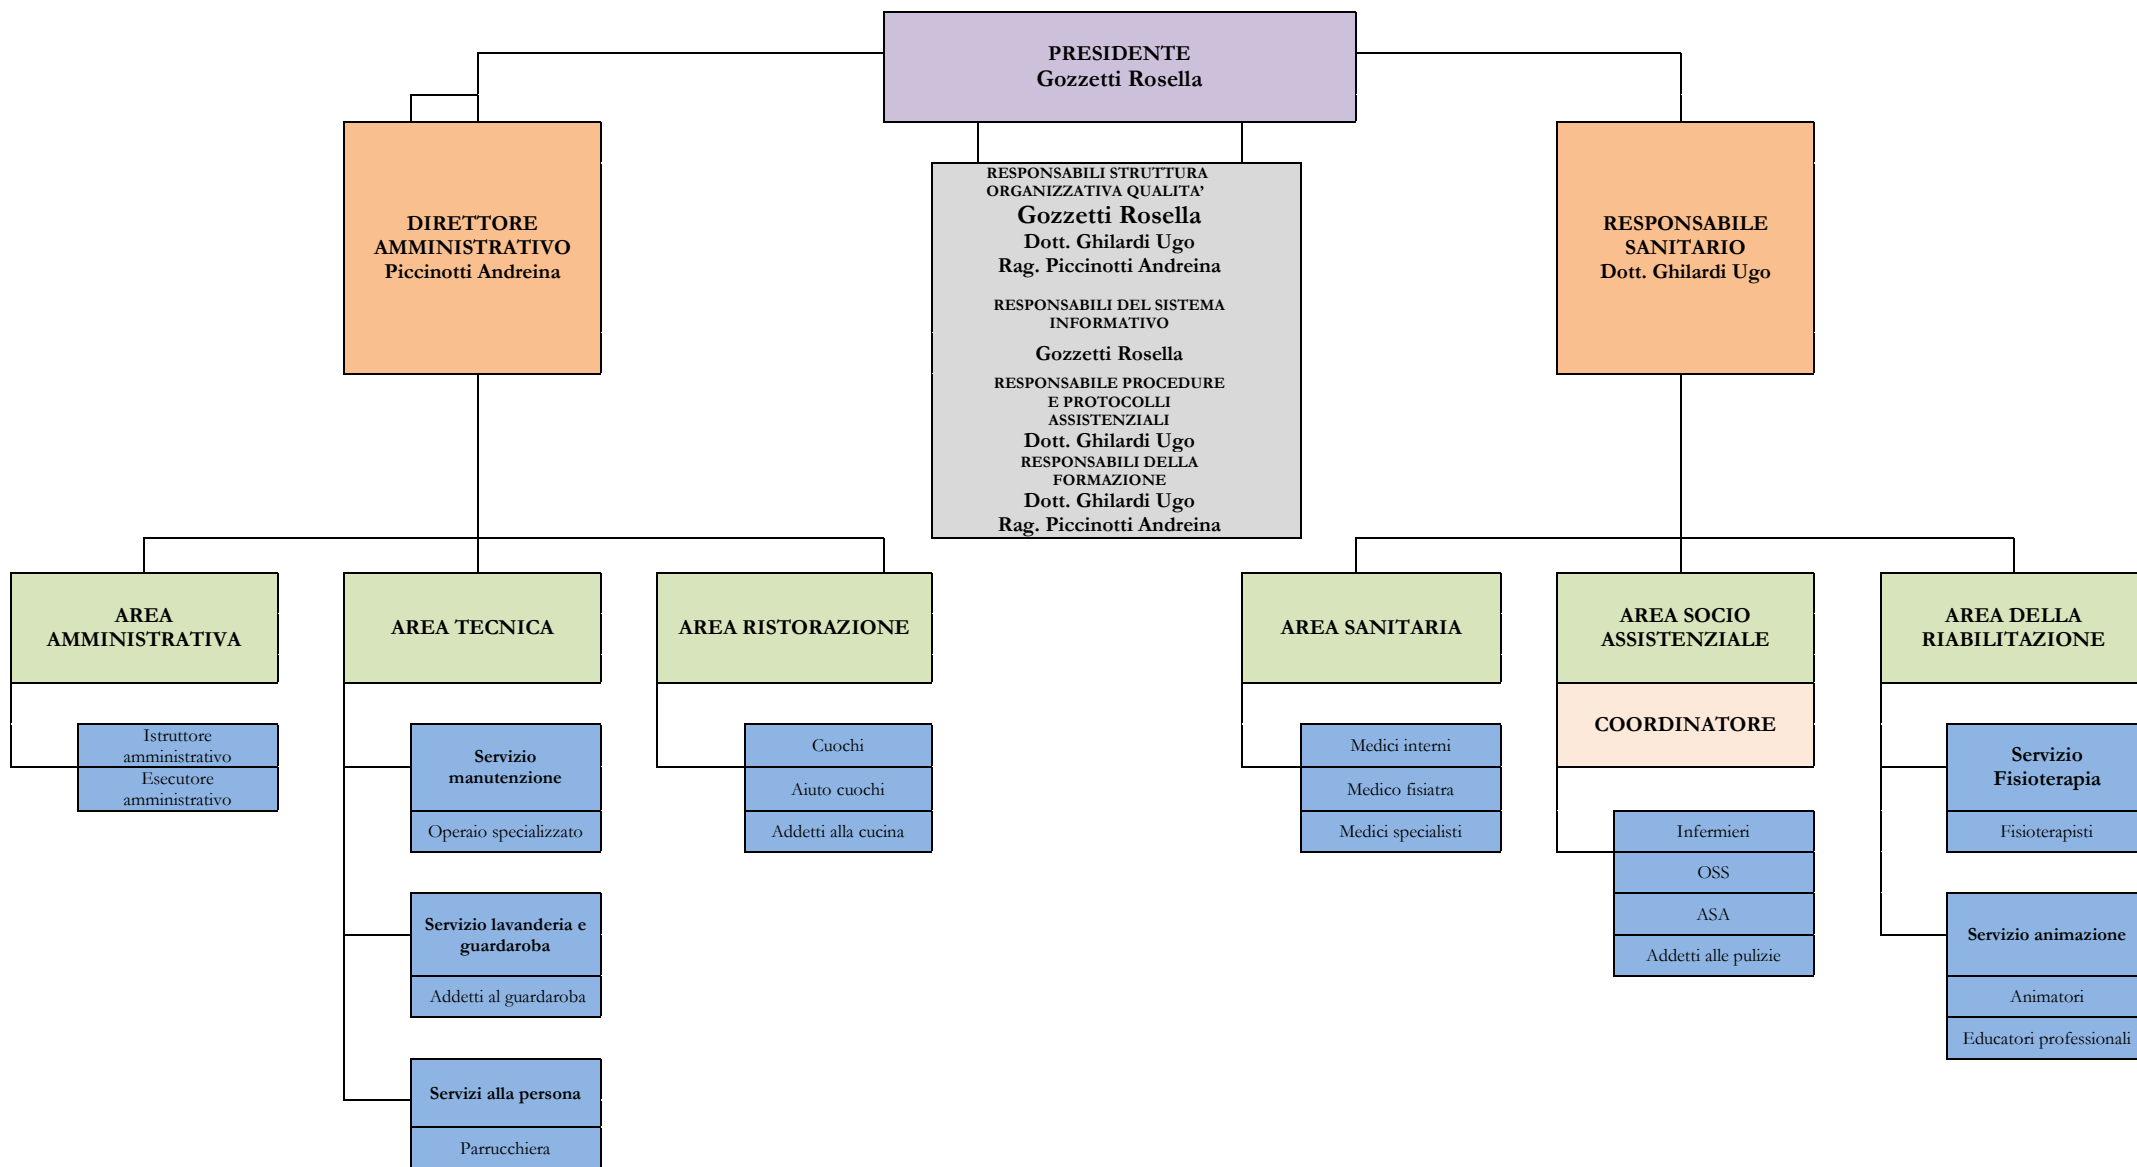 PRESIDENTE
Gozzetti Rosella
DIRETTORE
AMMINISTRATIVO
Piccinotti Andreina
RESPONSABILI STRUTTURA
ORGANIZZATIVA QUALITA’
Gozzetti Rosella
Dott. Ghilardi Ugo
Rag. Piccinotti Andreina
RESPONSABILI DEL SISTEMA
INFORMATIVO
Gozzetti Rosella
RESPONSABILE PROCEDURE
E PROTOCOLLI
ASSISTENZIALI
Dott. Ghilardi Ugo
RESPONSABILI DELLA
FORMAZIONE
Dott. Ghilardi Ugo
Rag. Piccinotti Andreina
RESPONSABILE
SANITARIO
Dott. Ghilardi Ugo
AREA
AMMINISTRATIVA
Istruttore
amministrativo
Esecutore
amministrativo
AREA TECNICA
Servizio
manutenzione
Operaio specializzato
Servizio lavanderia e
guardaroba
Addetti al guardaroba
Servizi alla persona
Parrucchiera
AREA RISTORAZIONE
Cuochi
Aiuto cuochi
Addetti alla cucina
AREA SANITARIA
Medici interni
Medico fisiatra
Medici specialisti
AREA SOCIO
ASSISTENZIALE
COORDINATORE
Infermieri
OSS
ASA
Addetti alle pulizie
AREA DELLA
RIABILITAZIONE
Servizio
Fisioterapia
Fisioterapisti
Servizio animazione
Animatori
Educatori professionali